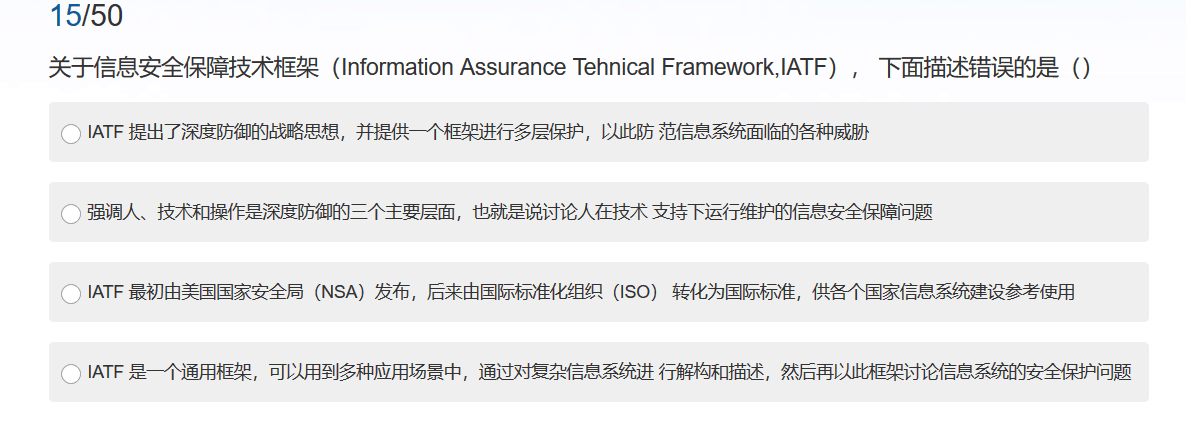 15/50
关于信息安全保障技术框架（Information Assurance Tehnical Framework,IATF）， 下面描述错误的是（）
IATF 提出了深度防御的战略思想，并提供一个框架进行多层保护，以此防 范信息系统面临的各种威胁
强调人、技术和操作是深度防御的三个主要层面，也就是说讨论人在技术 支持下运行维护的信息安全保障问题
IATF 最初由美国国家安全局（NSA）发布，后来由国际标准化组织（ISO） 转化为国际标准，供各个国家信息系统建设参考使用
IATF 是一个通用框架，可以用到多种应用场景中，通过对复杂信息系统进 行解构和描述，然后再以此框架讨论信息系统的安全保护问题